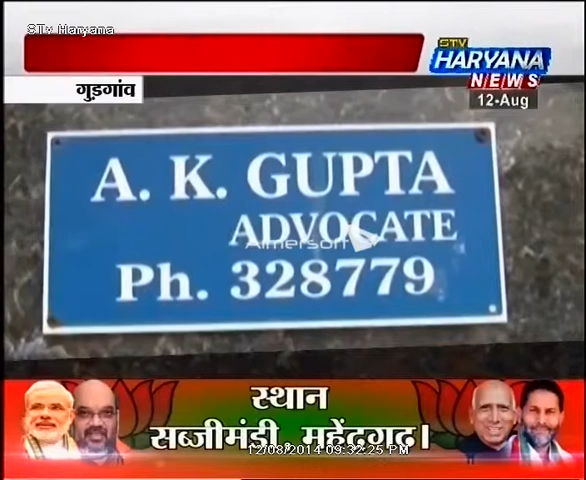 STv Haryana
STV
HARYANA
NEWS
गुड़गांव
12-Aug
A. K. GUPTA
ADVOCATE
Aimersoft
Ph. 328779
स्थान
सब्जीमंडी, महेंद्रगढ़।
12/08/2014 09:32:25 PM